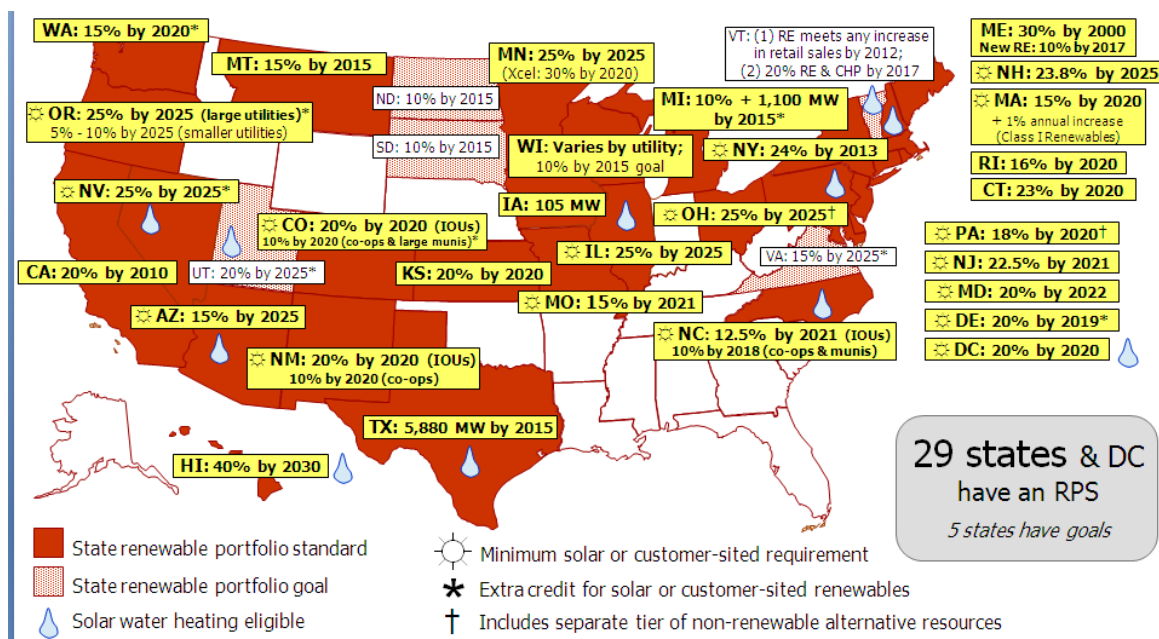 WA: 15% by 2020*
MT: 15% by 2015
MN: 25% by 2025
(Xcel: 30% by 2020)
VT: (1) RE meets any increase
in retail sales by 2012;
(2) 20% RE & CHP by 2017
ME: 30% by 2000
New RE: 10% by 2017
☼ NH: 23.8% by 2025
☼ MA: 15% by 2020
+ 1% annual increase
(Class I Renewables)
RI: 16% by 2020
CT: 23% by 2020
ND: 10% by 2015
☼ OR: 25% by 2025 (large utilities)*
5% - 10% by 2025 (smaller utilities)
MI: 10% + 1,100 MW
by 2015*
SD: 10% by 2015
WI: Varies by utility;
10% by 2015 goal
☼ NY: 24% by 2013
☼ NV: 25% by 2025*
IA: 105 MW
☼ OH: 25% by 2025†
☼ CO: 20% by 2020 (IOUs)
10% by 2020 (co-ops & large munis)*
☼ PA: 18% by 2020†
☼ IL: 25% by 2025
VA: 15% by 2025*
☼ NJ: 22.5% by 2021
CA: 20% by 2010
UT: 20% by 2025*
KS: 20% by 2020
☼ MD: 20% by 2022
☼ MO: 15% by 2021
☼ AZ: 15% by 2025
☼ DE: 20% by 2019*
☼ NC: 12.5% by 2021 (IOUs)
10% by 2018 (co-ops & munis)
☼ DC: 20% by 2020
☼ NM: 20% by 2020 (IOUs)
10% by 2020 (co-ops)
TX: 5,880 MW by 2015
HI: 40% by 2030
29 states & DC
have an RPS
5 states have goals
State renewable portfolio standard
State renewable portfolio goal
Solar water heating eligible
☼ Minimum solar or customer-sited requirement
* Extra credit for solar or customer-sited renewables
† Includes separate tier of non-renewable alternative resources